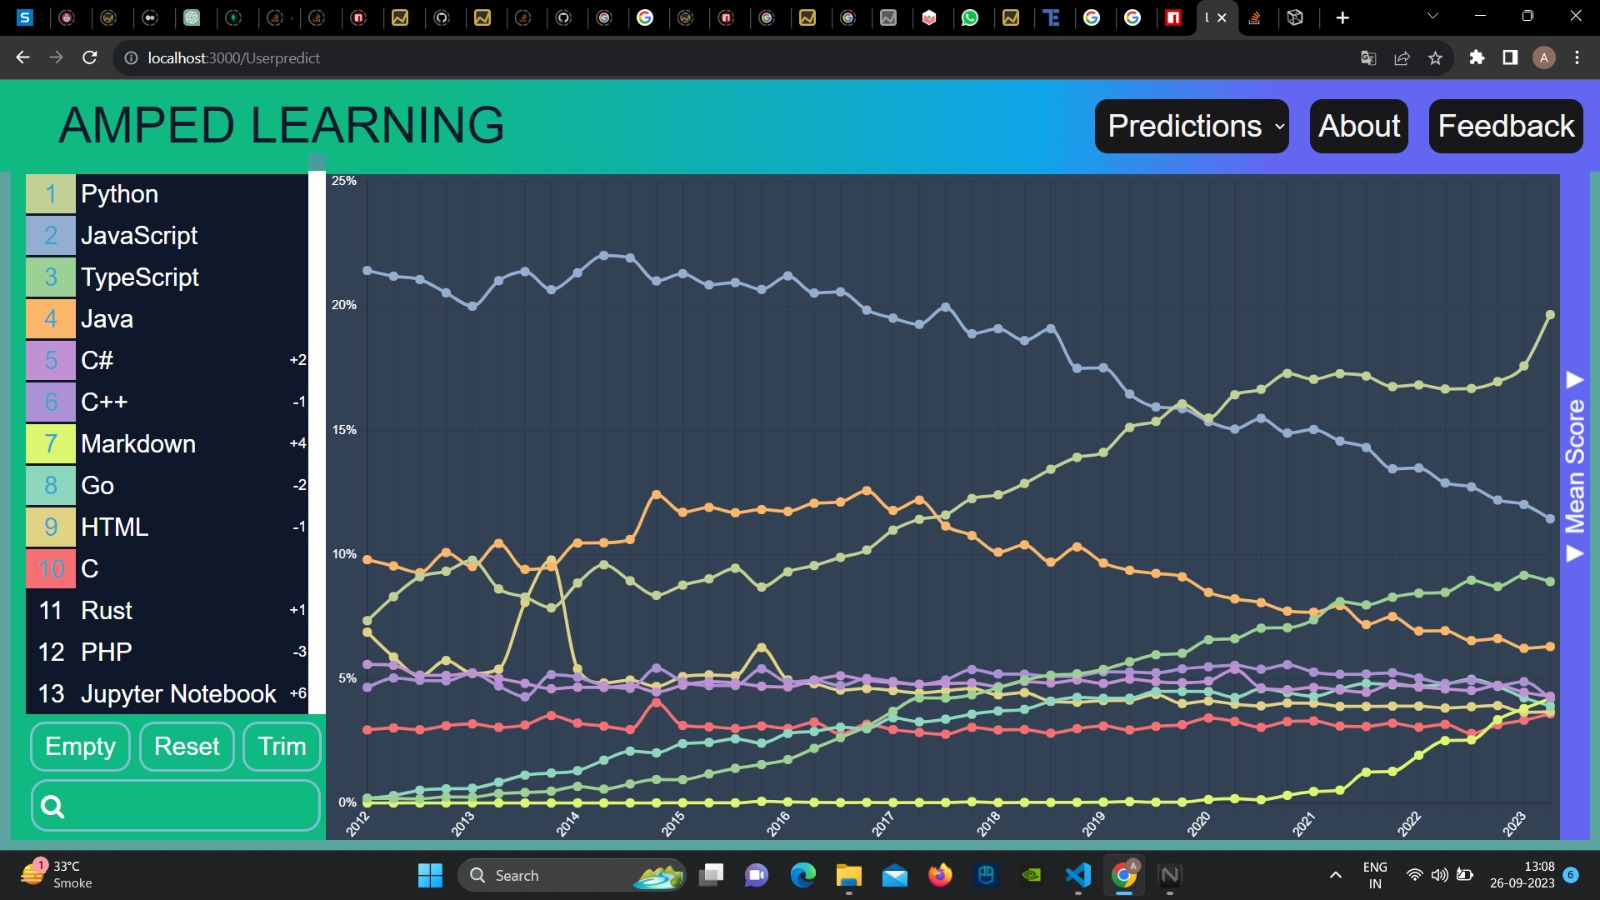 localhost:3000/Userpredict
A
AMPED LEARNING
Predictions
About
Feedback
1 Python
2 JavaScript
3 TypeScript
4 Java
5 C# +2
6 C++ -1
7 Markdown +4
8 Go -2
9 HTML -1
10 C
11 Rust +1
12 PHP -3
13 Jupyter Notebook +6
Empty
Reset
Trim
25%
20%
15%
10%
5%
0%
2012
2013
2014
2015
2016
2017
2018
2019
2020
2021
2022
2023
Mean Score
1
33°C
Smoke
Search
ENG
IN
13:08
26-09-2023
6